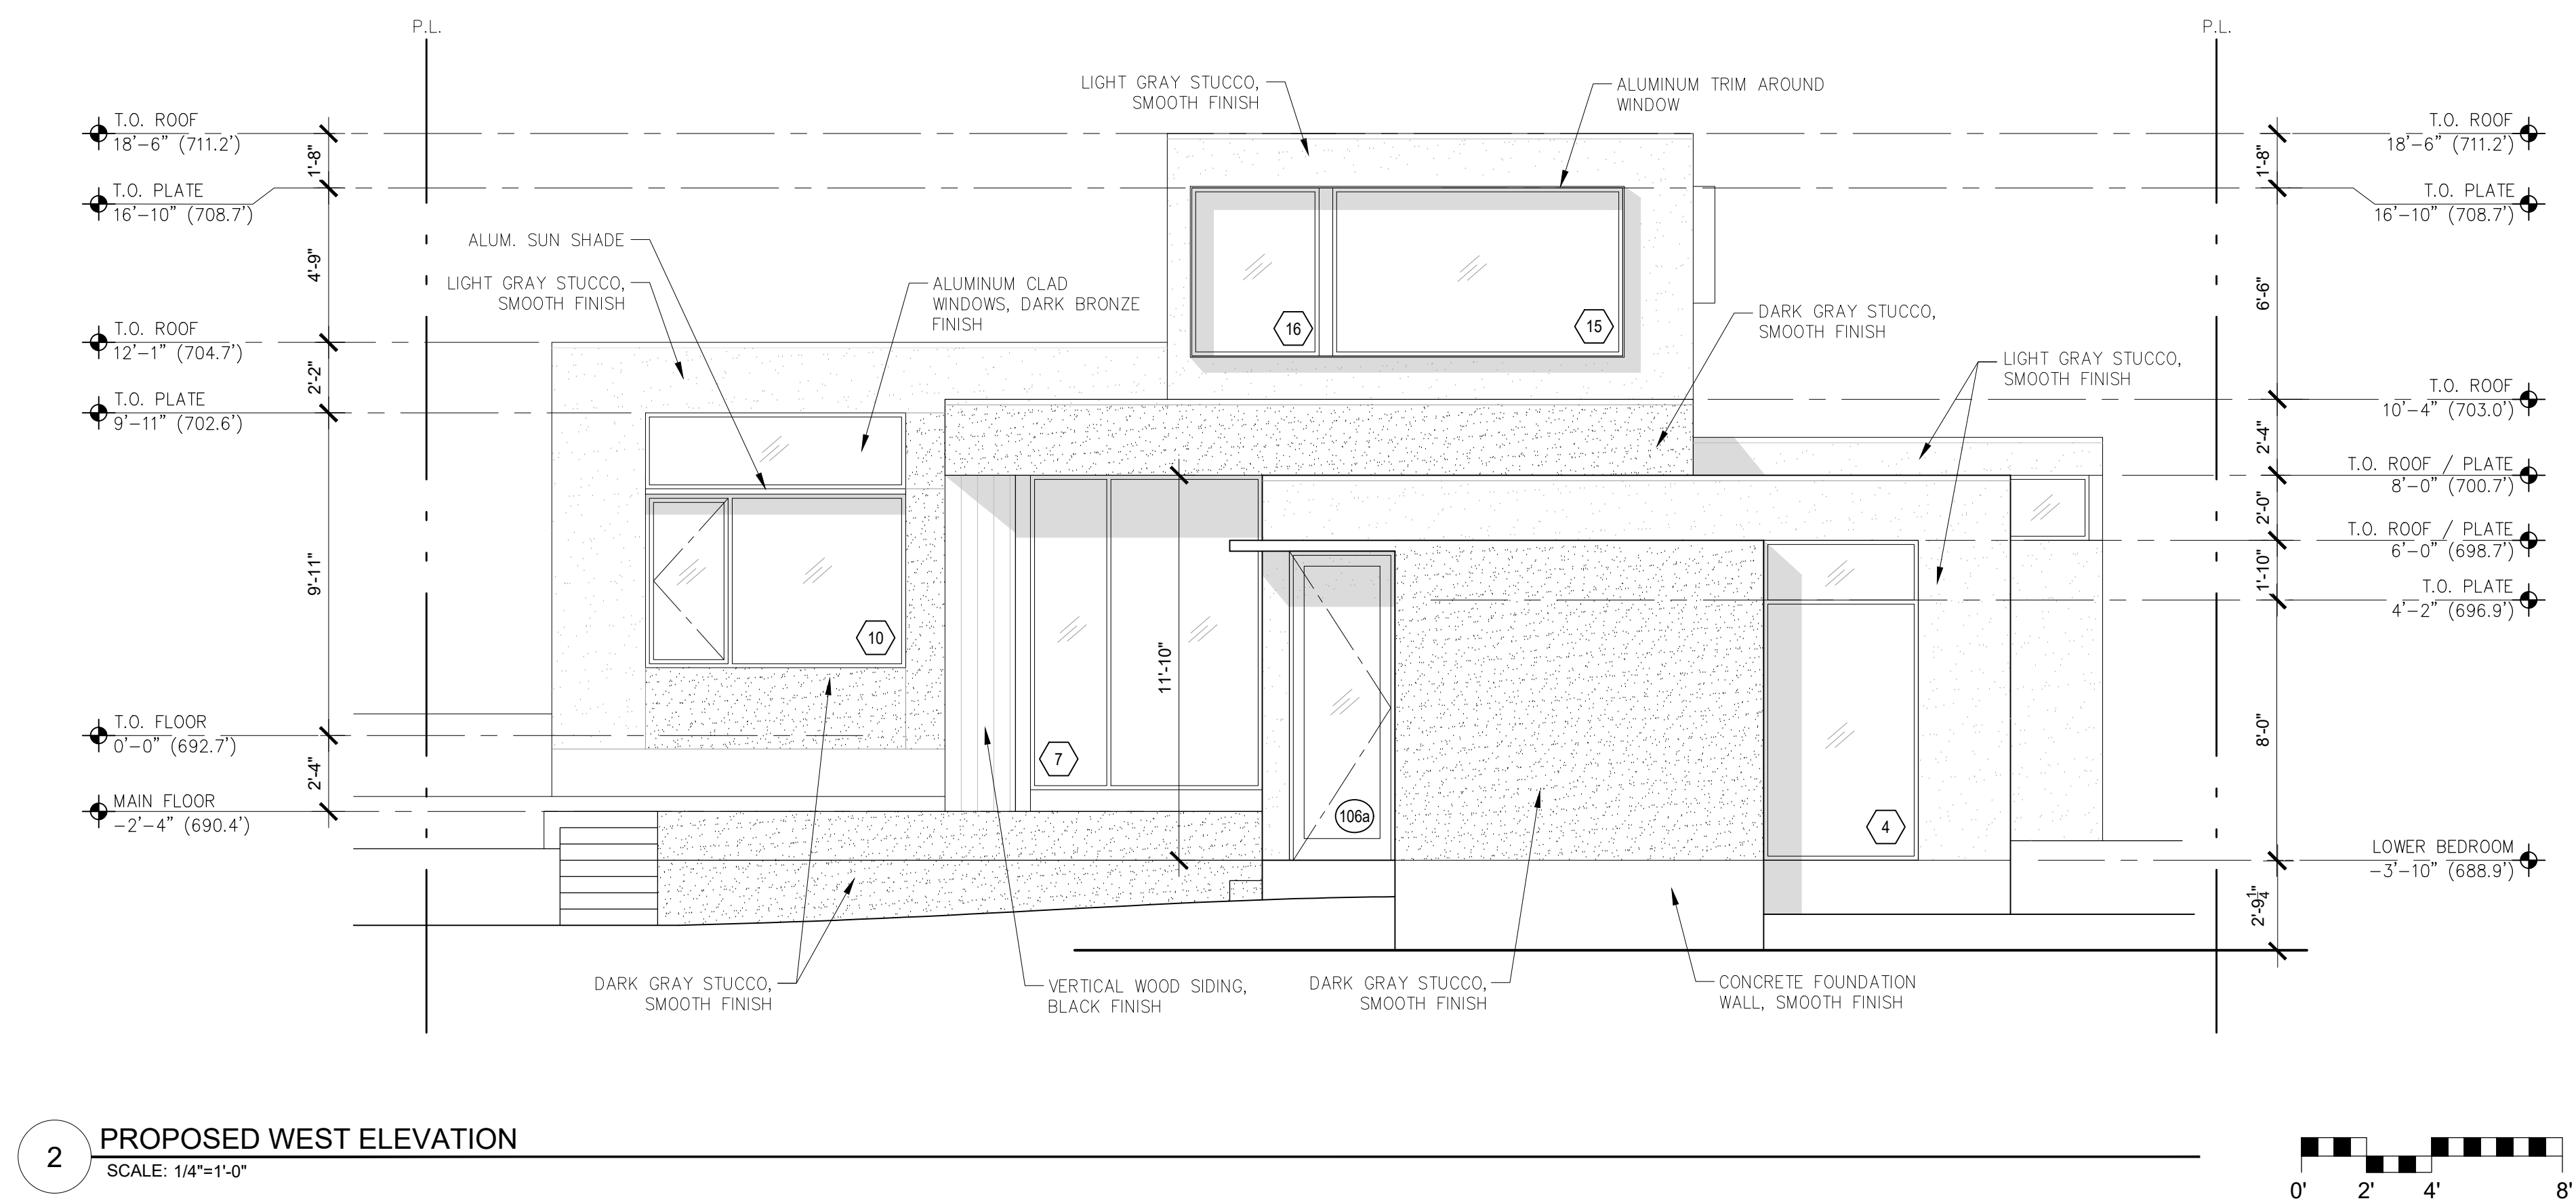 P.L.
P.L.
LIGHT GRAY STUCCO,
SMOOTH FINISH
ALUMINUM TRIM AROUND
WINDOW
T.O. ROOF
18'-6" (711.2')
1'-8"
T.O. PLATE
16'-10" (708.7')
4'-9"
T.O. ROOF
12'-1" (704.7')
2'-2"
T.O. PLATE
9'-11" (702.6')
9'-11"
T.O. FLOOR
0'-0" (692.7')
2'-4"
MAIN FLOOR
-2'-4" (690.4')
ALUM. SUN SHADE
LIGHT GRAY STUCCO,
SMOOTH FINISH
ALUMINUM CLAD
WINDOWS, DARK BRONZE
FINISH
16
15
DARK GRAY STUCCO,
SMOOTH FINISH
LIGHT GRAY STUCCO,
SMOOTH FINISH
10
7
11'-10"
106a
4
T.O. ROOF
18'-6" (711.2')
1'-8"
T.O. PLATE
16'-10" (708.7')
6'-6"
T.O. ROOF
10'-4" (703.0')
2'-4"
T.O. ROOF / PLATE
8'-0" (700.7')
2'-0"
T.O. ROOF / PLATE
6'-0" (698.7')
1'-10"
T.O. PLATE
4'-2" (696.9')
8'-0"
LOWER BEDROOM
-3'-10" (688.9')
2'-9¼"
DARK GRAY STUCCO,
SMOOTH FINISH
VERTICAL WOOD SIDING,
BLACK FINISH
DARK GRAY STUCCO,
SMOOTH FINISH
CONCRETE FOUNDATION
WALL, SMOOTH FINISH
2
PROPOSED WEST ELEVATION
SCALE: 1/4"=1'-0"
0' 2' 4' 8'